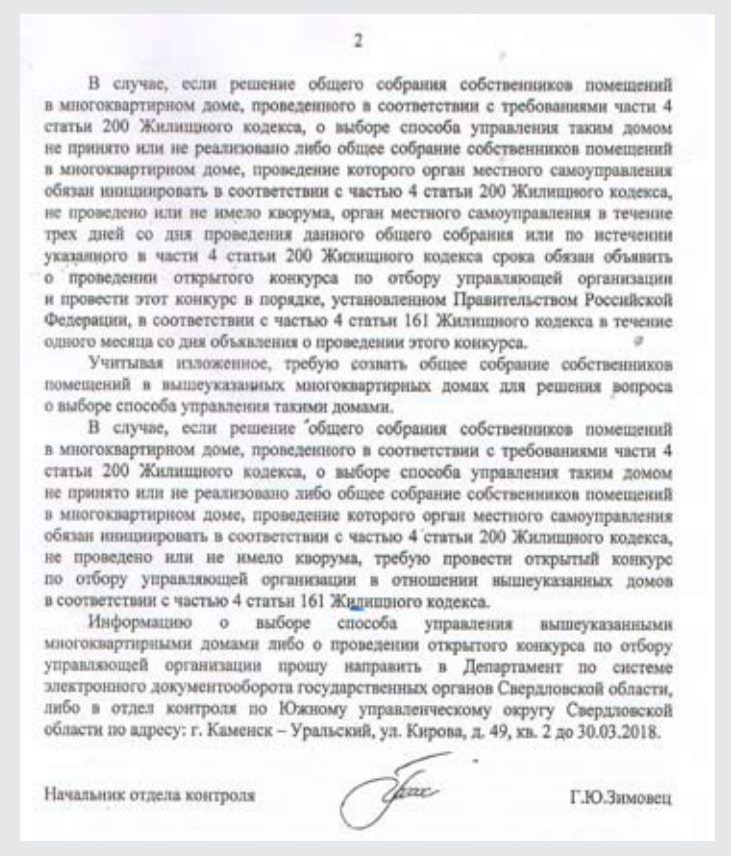 2
В случае, если решение общего собрания собственников помещений
в многоквартирном доме, проведенного в соответствии с требованиями части 4
статьи 200 Жилищного кодекса, о выборе способа управления таким домом
не принято или не реализовано либо общее собрание собственников помещений
в многоквартирном доме, проведение которого орган местного самоуправления
обязан инициировать в соответствии с частью 4 статьи 200 Жилищного кодекса,
не проведено или не имело кворума, орган местного самоуправления в течение
трех дней со дня проведения данного общего собрания или по истечении
указанного в части 4 статьи 200 Жилищного кодекса срока обязан объявить
о проведении открытого конкурса по отбору управляющей организации
и провести этот конкурс в порядке, установленном Правительством Российской
Федерации, в соответствии с частью 4 статьи 161 Жилищного кодекса в течение
одного месяца со дня объявления о проведении этого конкурса.
Учитывая изложенное, требую созвать общее собрание собственников
помещений в вышеуказанных многоквартирных домах для решения вопроса
о выборе способа управления такими домами.
В случае, если решение общего собрания собственников помещений
в многоквартирном доме, проведенного в соответствии с требованиями части 4
статьи 200 Жилищного кодекса, о выборе способа управления таким домом
не принято или не реализовано либо общее собрание собственников помещений
в многоквартирном доме, проведение которого орган местного самоуправления
обязан инициировать в соответствии с частью 4 статьи 200 Жилищного кодекса,
не проведено или не имело кворума, требую провести открытый конкурс
по отбору управляющей организации в отношении вышеуказанных домов
в соответствии с частью 4 статьи 161 Жилищного кодекса.
Информацию о выборе способа управления вышеуказанными
многоквартирными домами либо о проведении открытого конкурса по отбору
управляющей организации прошу направить в Департамент по системе
электронного документооборота государственных органов Свердловской области,
либо в отдел контроля по Южному управленческому округу Свердловской
области по адресу: г. Каменск – Уральский, ул. Кирова, д. 49, кв. 2 до 30.03.2018.
Начальник отдела контроля
Г.Ю.Зимовец